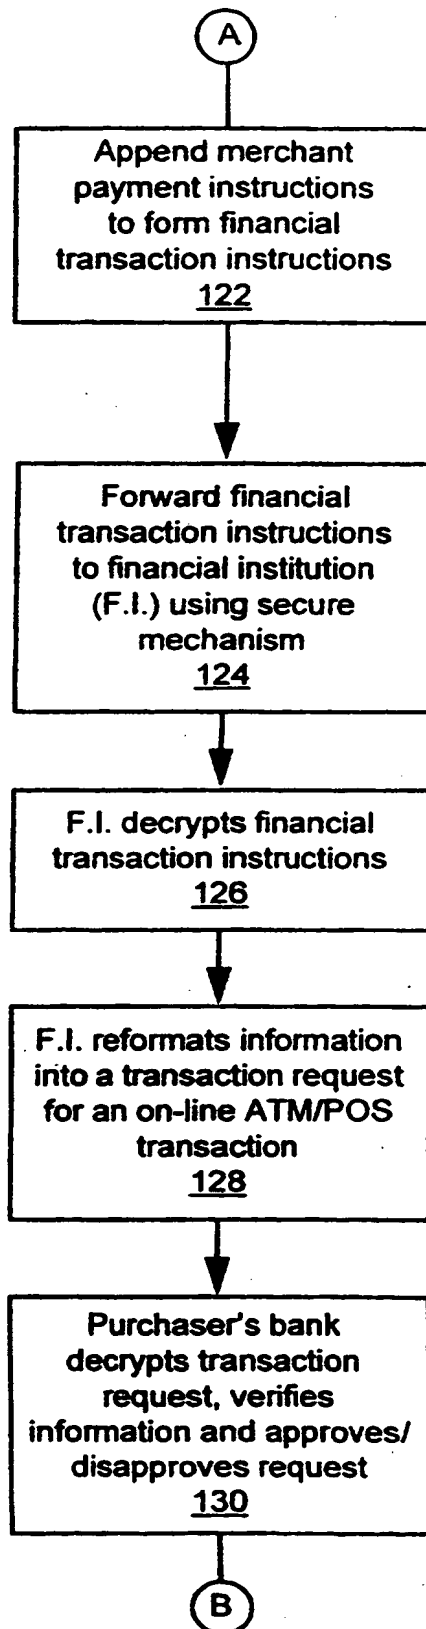 A
Append merchant
payment instructions
to form financial
transaction instructions
122
Forward financial
transaction instructions
to financial institution
(F.I.) using secure
mechanism
124
F.I. decrypts financial
transaction instructions
126
F.I. reformats information
into a transaction request
for an on-line ATM/POS
transaction
128
Purchaser's bank
decrypts transaction
request, verifies
information and approves/
disapproves request
130
B